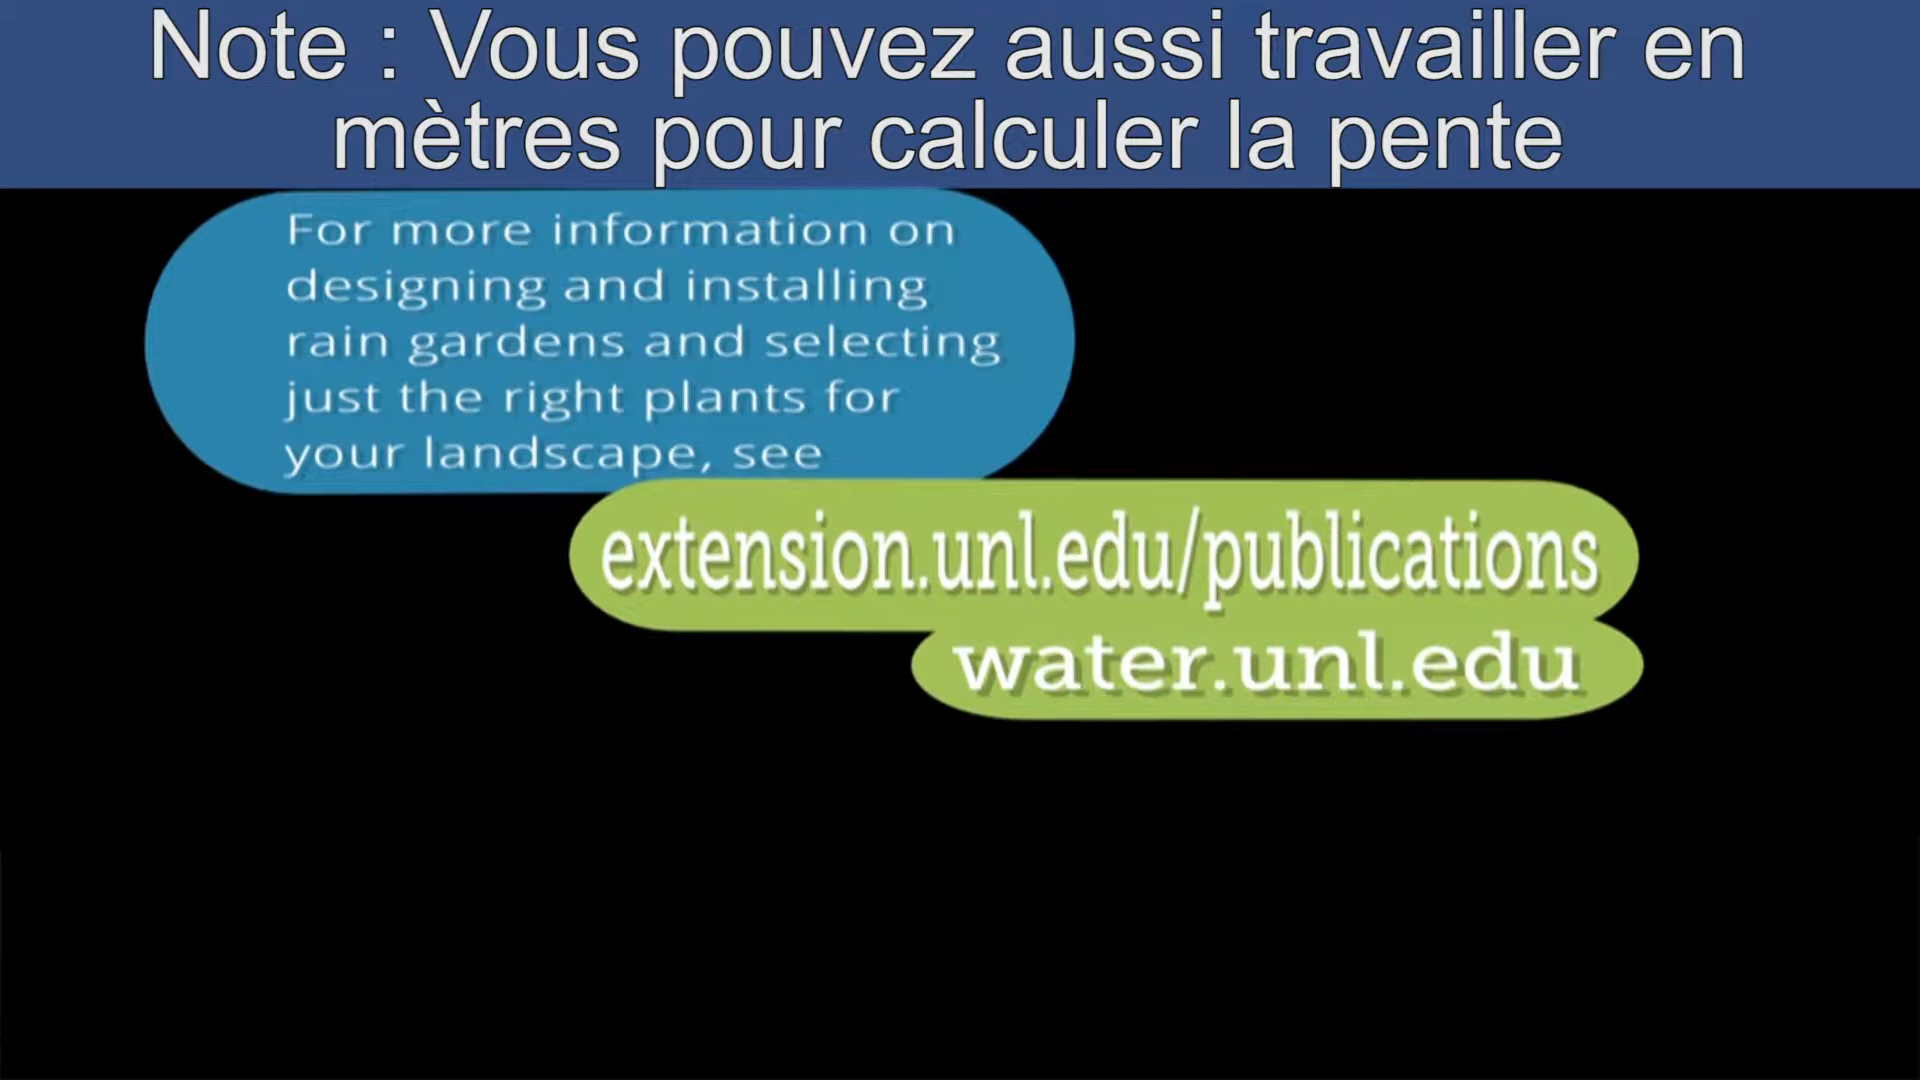 Note : Vous pouvez aussi travailler en
mètres pour calculer la pente
For more information on
designing and installing
rain gardens and selecting
just the right plants for
your landscape, see
extension.unl.edu/publications
water.unl.edu